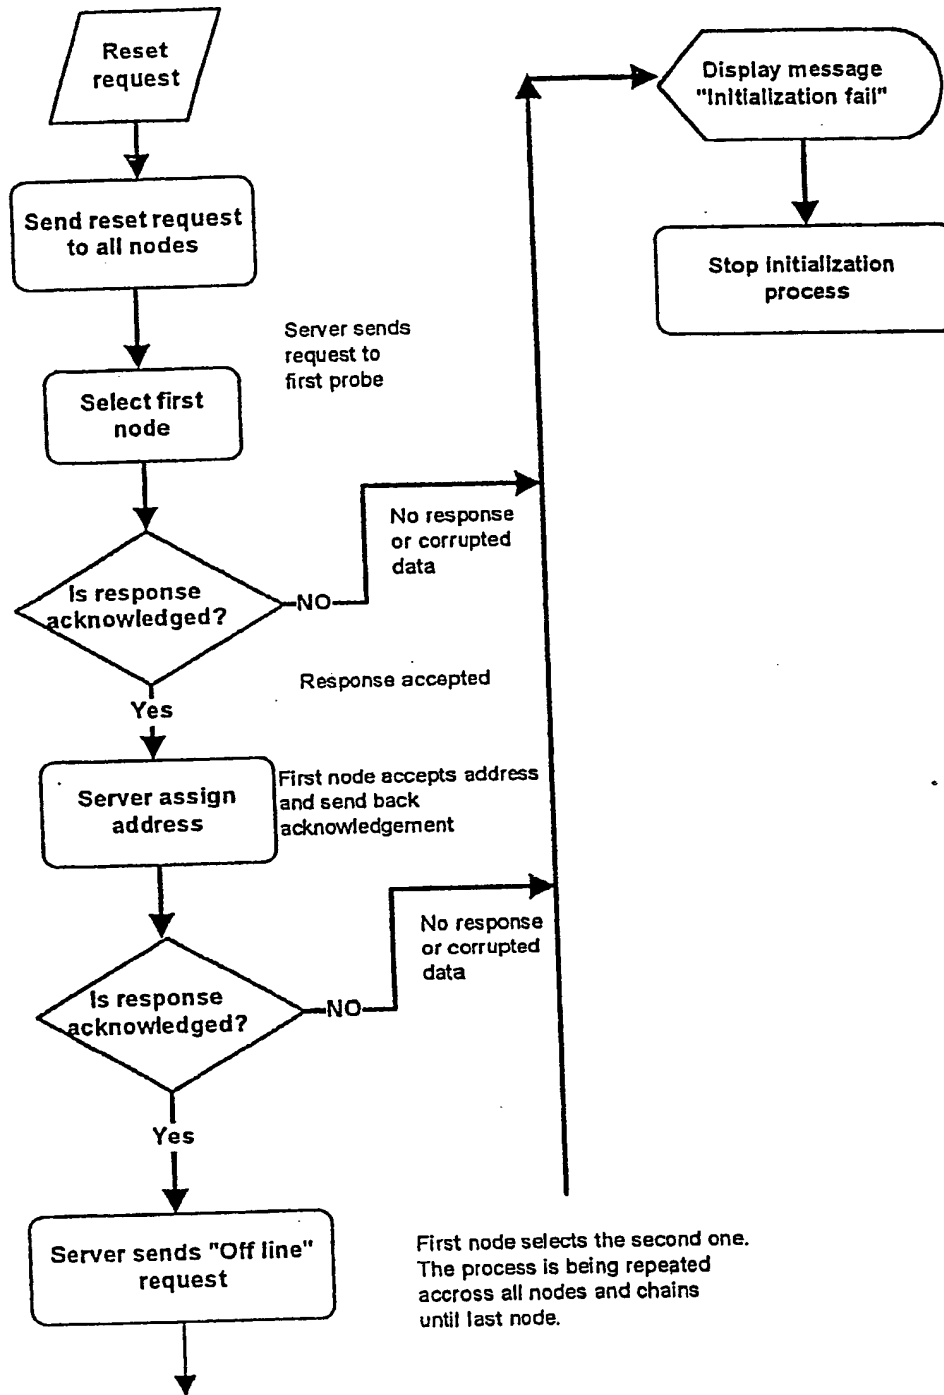 Reset
request
Send reset request
to all nodes
Server sends
request to
first probe
Select first
node
Is response
acknowledged?
NO
No response
or corrupted
data
Response accepted
Yes
Server assign
address
First node accepts address
and send back
acknowledgement
Is response
acknowledged?
NO
No response
or corrupted
data
Yes
Server sends "Off line"
request
First node selects the second one.
The process is being repeated
accross all nodes and chains
until last node.
Display message
"Initialization fail"
Stop initialization
process